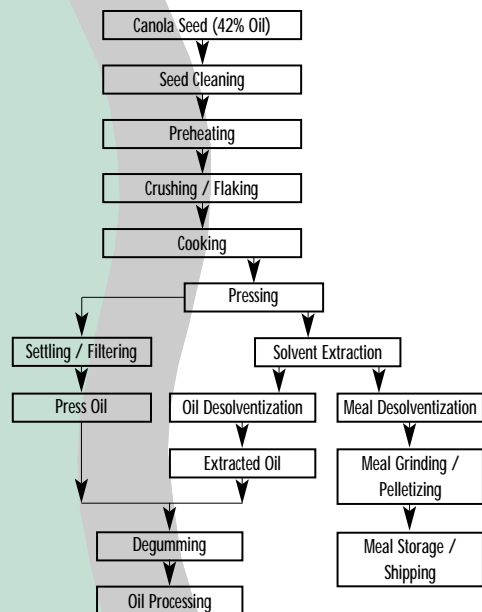 Canola Seed (42% Oil)
Seed Cleaning
Preheating
Crushing / Flaking
Cooking
Pressing
Settling / Filtering
Solvent Extraction
Press Oil
Oil Desolventization
Meal Desolventization
Extracted Oil
Meal Grinding /
Pelletizing
Degumming
Meal Storage /
Shipping
Oil Processing